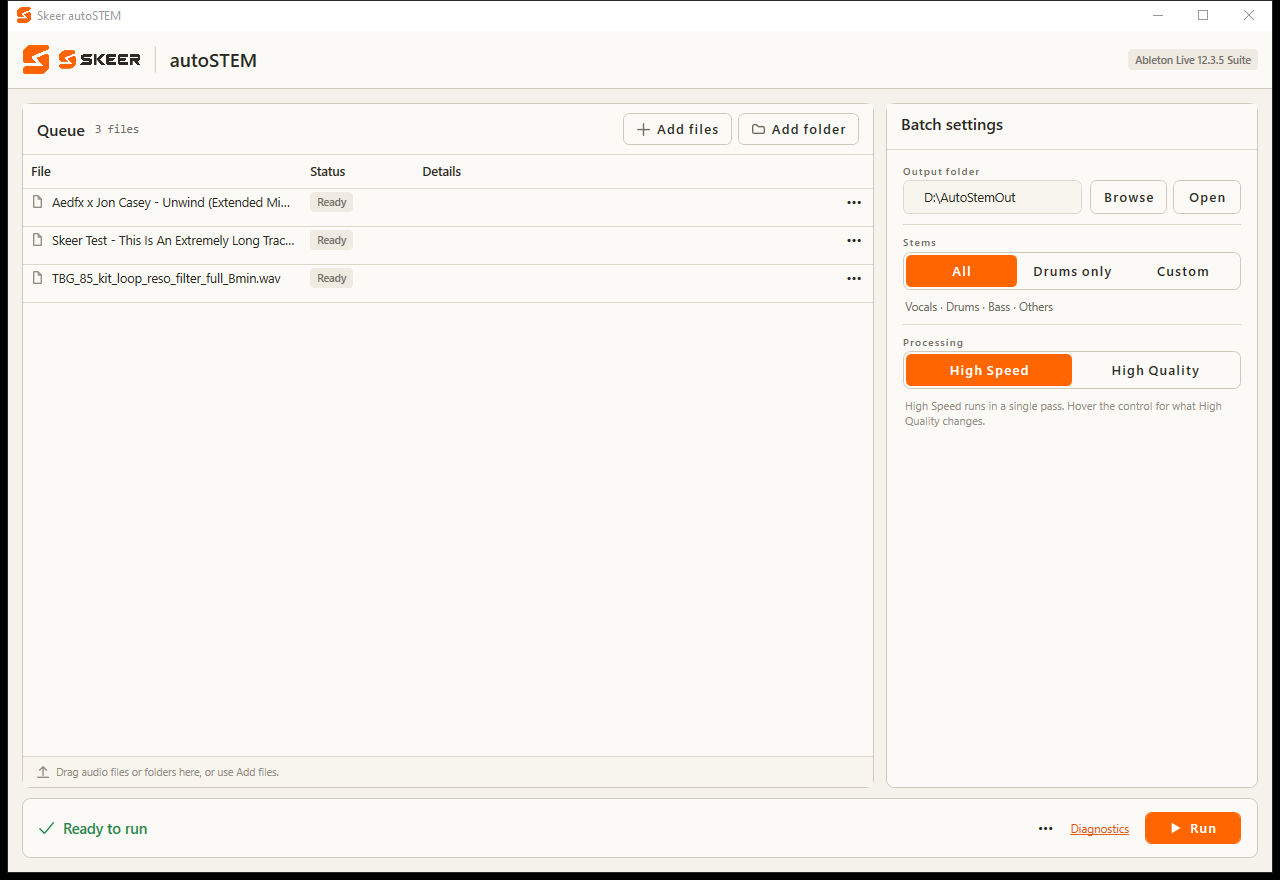 Skeer autoSTEM
SKEER autoSTEM Ableton Live 12.3.5 Suite
Queue 3 files Add files Add folder
File Status Details
Aedfx x Jon Casey - Unwind (Extended Mi... Ready
Skeer Test - This Is An Extremely Long Trac... Ready
TBG_85_kit_loop_reso_filter_full_Bmin.wav Ready
Drag audio files or folders here, or use Add files.
Batch settings
Output folder
D:\AutoStemOut Browse Open
Stems
All Drums only Custom
Vocals · Drums · Bass · Others
Processing
High Speed High Quality
High Speed runs in a single pass. Hover the control for what High
Quality changes.
Ready to run Diagnostics Run